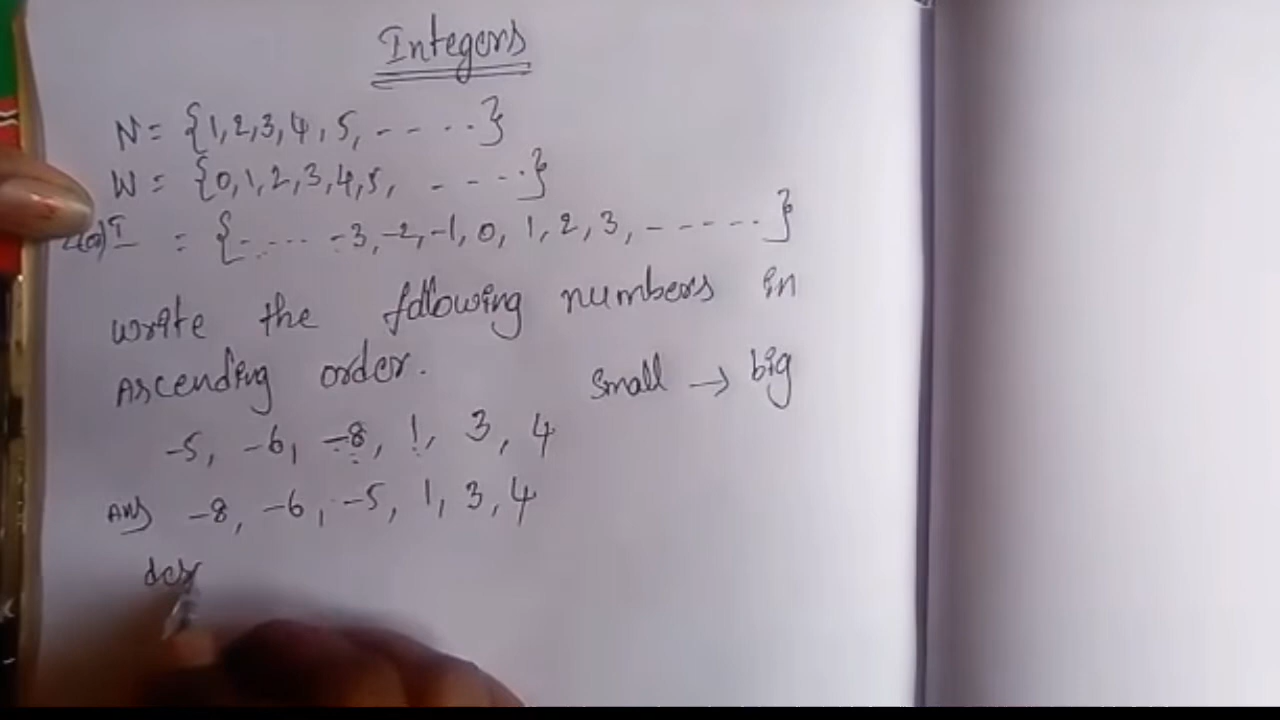 Integers
N = {1, 2, 3, 4, 5, - - - - -}
W = {0, 1, 2, 3, 4, 5, - - - - -}
I = {- - - - - -3, -2, -1, 0, 1, 2, 3, - - - - - -}
write the following numbers in
Ascending order. Small → big
-5, -6, -8, 1, 3, 4
Ans -8, -6, -5, 1, 3, 4
des